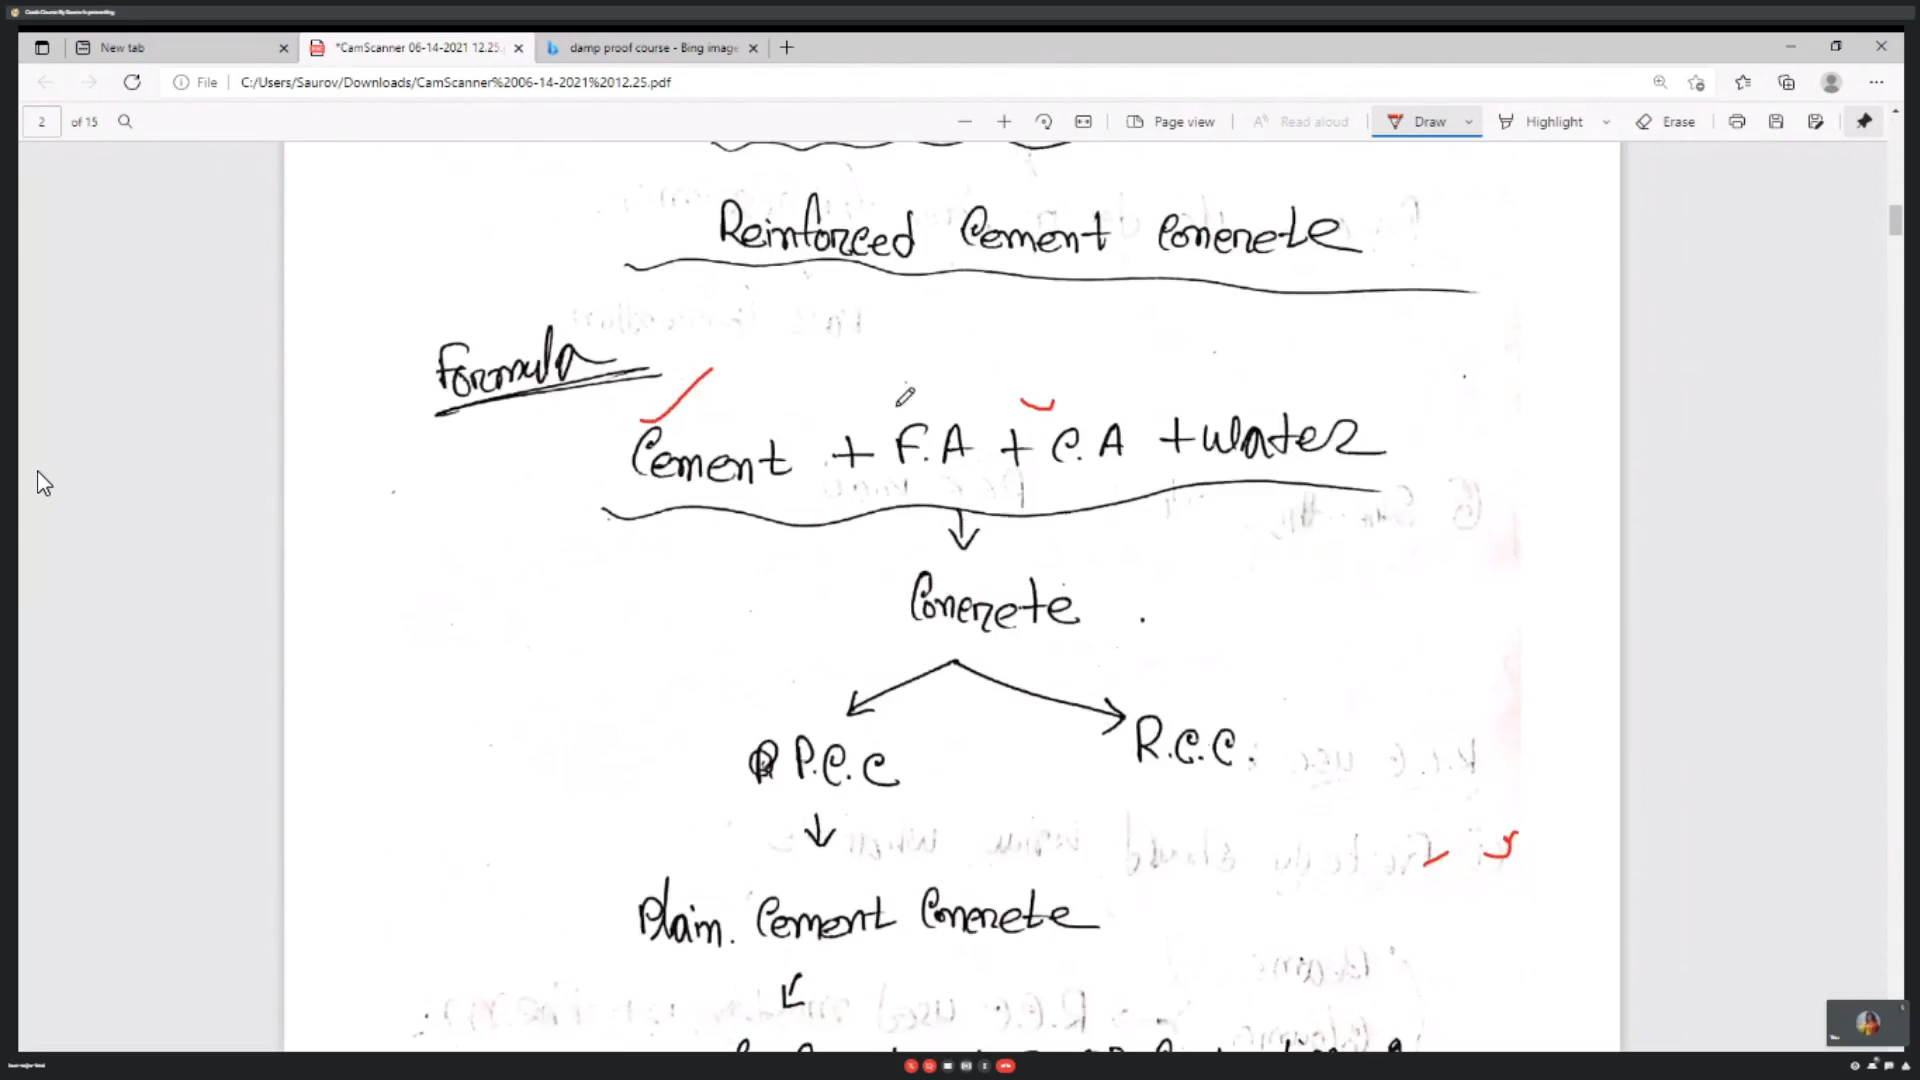 New tab
*CamScanner 06-14-2021 12.25.
damp proof course - Bing image
File
C:/Users/Saurov/Downloads/CamScanner%2006-14-2021%2012.25.pdf
2 of 15
Page view
Read aloud
Draw
Highlight
Erase
Reinforced Cement Concrete
Formula
Cement + F.A + C.A + Water
Concrete
P.C.C
R.C.C.
Plain. Cement Concrete